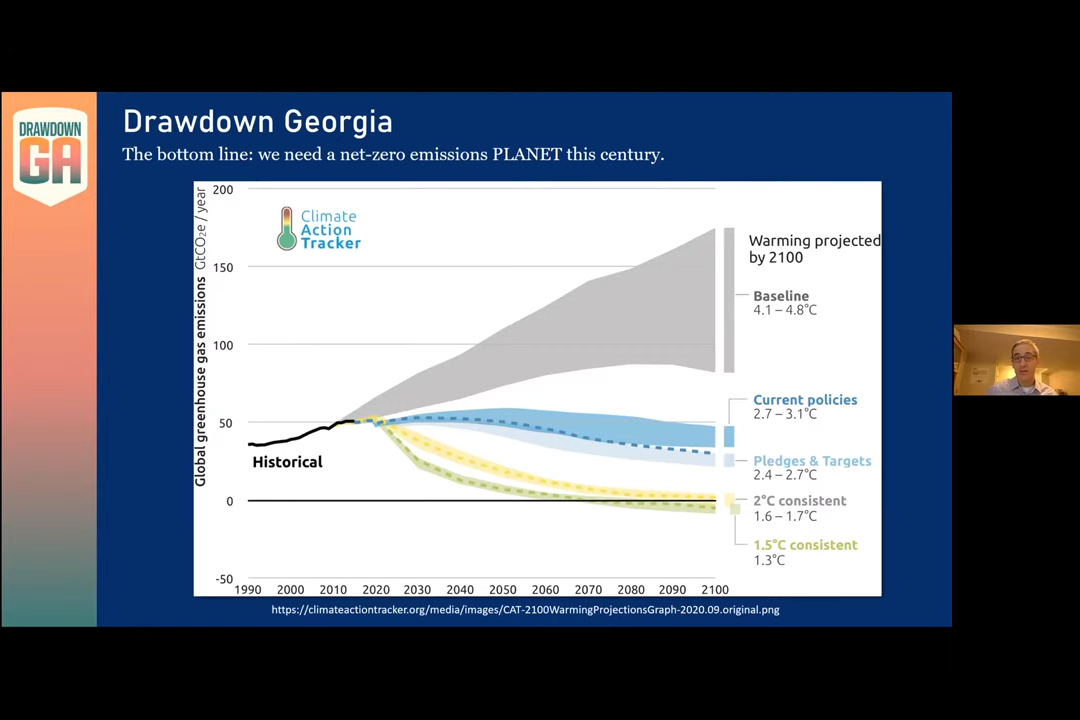 DRAWDOWN
GA
Drawdown Georgia
The bottom line: we need a net-zero emissions PLANET this century.
Global greenhouse gas emissions GtCO₂e / year
200
150
100
50
0
-50
Climate
Action
Tracker
Historical
1990 2000 2010 2020 2030 2040 2050 2060 2070 2080 2090 2100
Warming projected
by 2100
Baseline
4.1 – 4.8°C
Current policies
2.7 – 3.1°C
Pledges & Targets
2.4 – 2.7°C
2°C consistent
1.6 – 1.7°C
1.5°C consistent
1.3°C
https://climateactiontracker.org/media/images/CAT-2100WarmingProjectionsGraph-2020.09.original.png